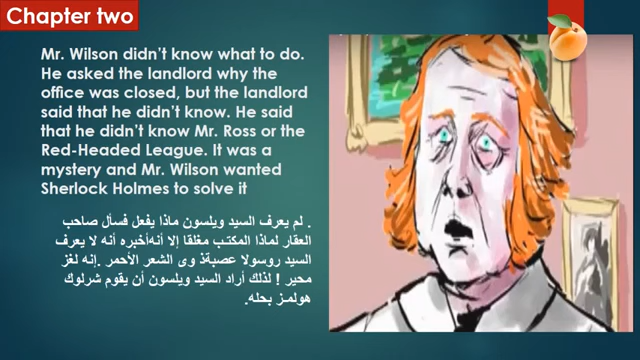 Chapter two
Mr. Wilson didn't know what to do.
He asked the landlord why the
office was closed, but the landlord
said that he didn't know. He said
that he didn't know Mr. Ross or the
Red-Headed League. It was a
mystery and Mr. Wilson wanted
Sherlock Holmes to solve it
. لم يعرف السيد ويلسون ماذا يفعل فسأل صاحب
العقار لماذا المكتب مغلقا إلا أنهأخبره أنه لا يعرف
السيد روسولا عصبةذ وى الشعر الأحمر .إنه لغز
محير ! لذلك أراد السيد ويلسون أن يقوم شرلوك
هولمـز بحله.